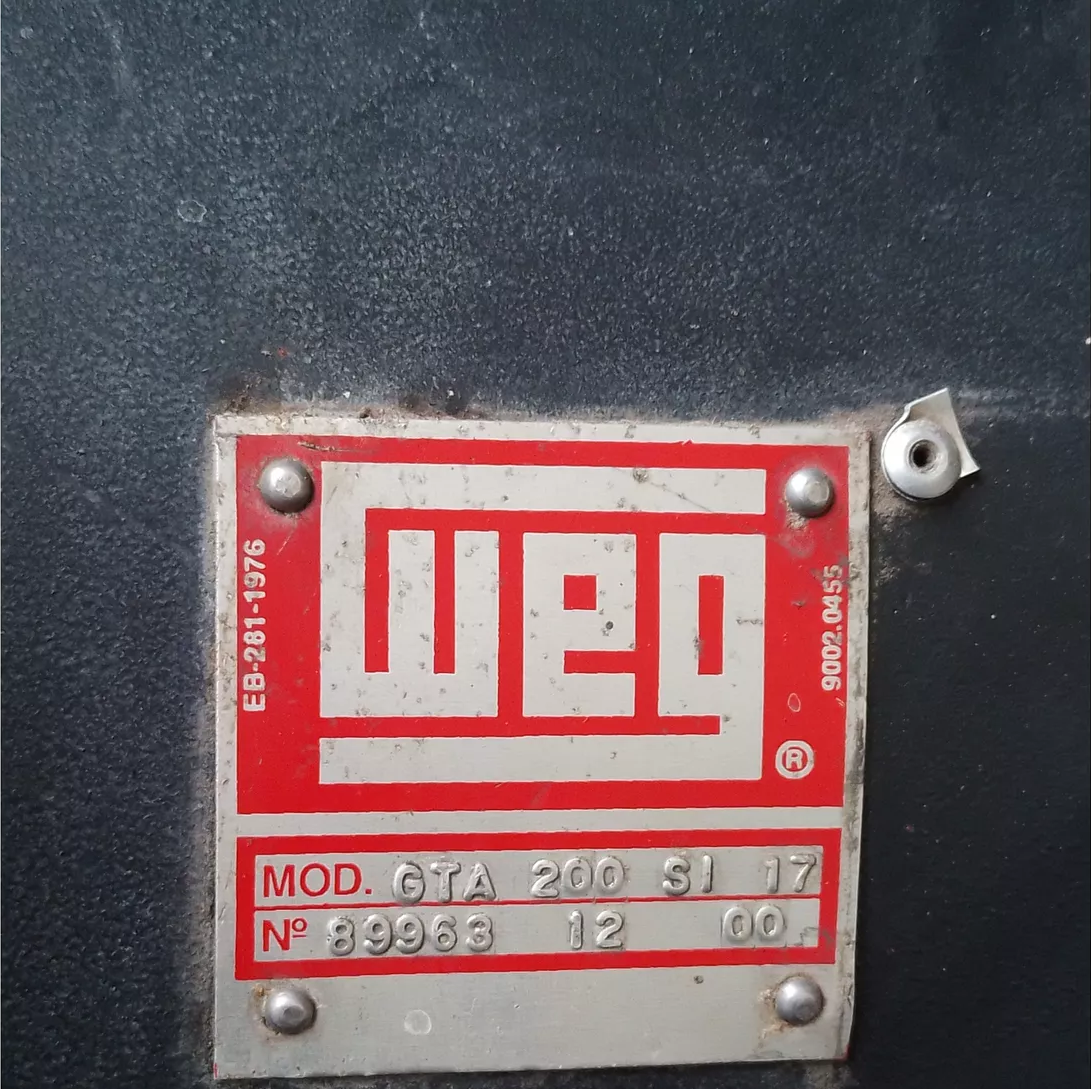 EB-281-1976
weg
9002.0455
®
MOD. GTA 200 SI 17
Nº 89963 12 00